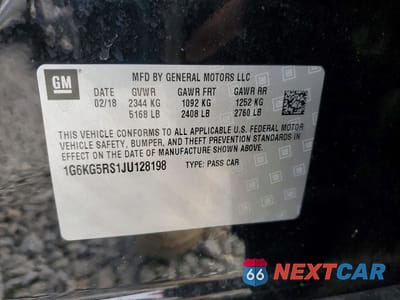 GM
MFD BY GENERAL MOTORS LLC
DATE GVWR GAWR FRT GAWR RR
02/18 2344 KG 1092 KG 1252 KG
5168 LB 2408 LB 2760 LB
THIS VEHICLE CONFORMS TO ALL APPLICABLE U.S. FEDERAL MOTOR
VEHICLE SAFETY, BUMPER, AND THEFT PREVENTION STANDARDS IN
EFFECT ON THE DATE OF MANUFACTURE SHOWN ABOVE.
1G6KG5RS1JU128198 TYPE: PASS CAR
66 NEXTCAR